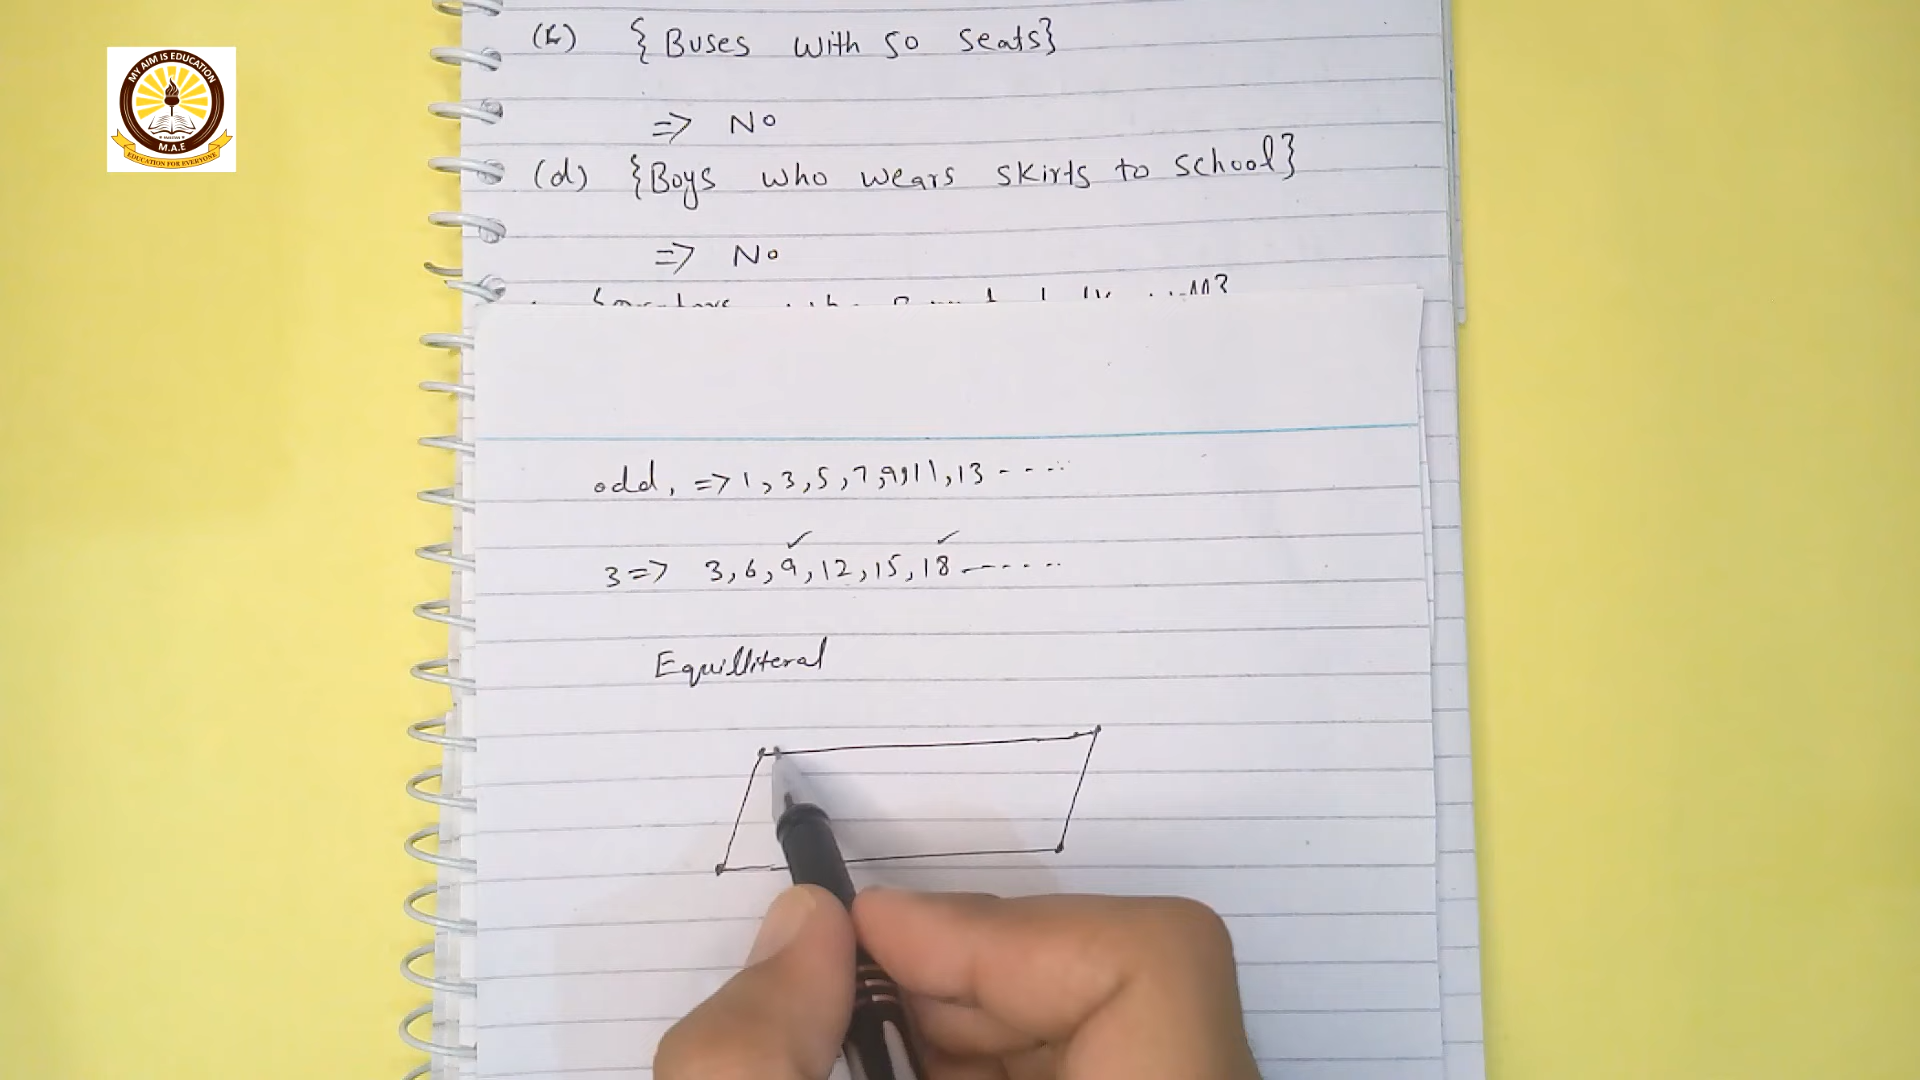 MY AIM IS EDUCATION
M.A.E
EDUCATION FOR EVERYONE
{Buses with 50 seats}
=> No
(d) {Boys who wears skirts to school}
=> No
odd, => 1, 3, 5, 7, 9, 11, 13 - - - -
3 => 3, 6, 9, 12, 15, 18 - - - - -
Equilliteral